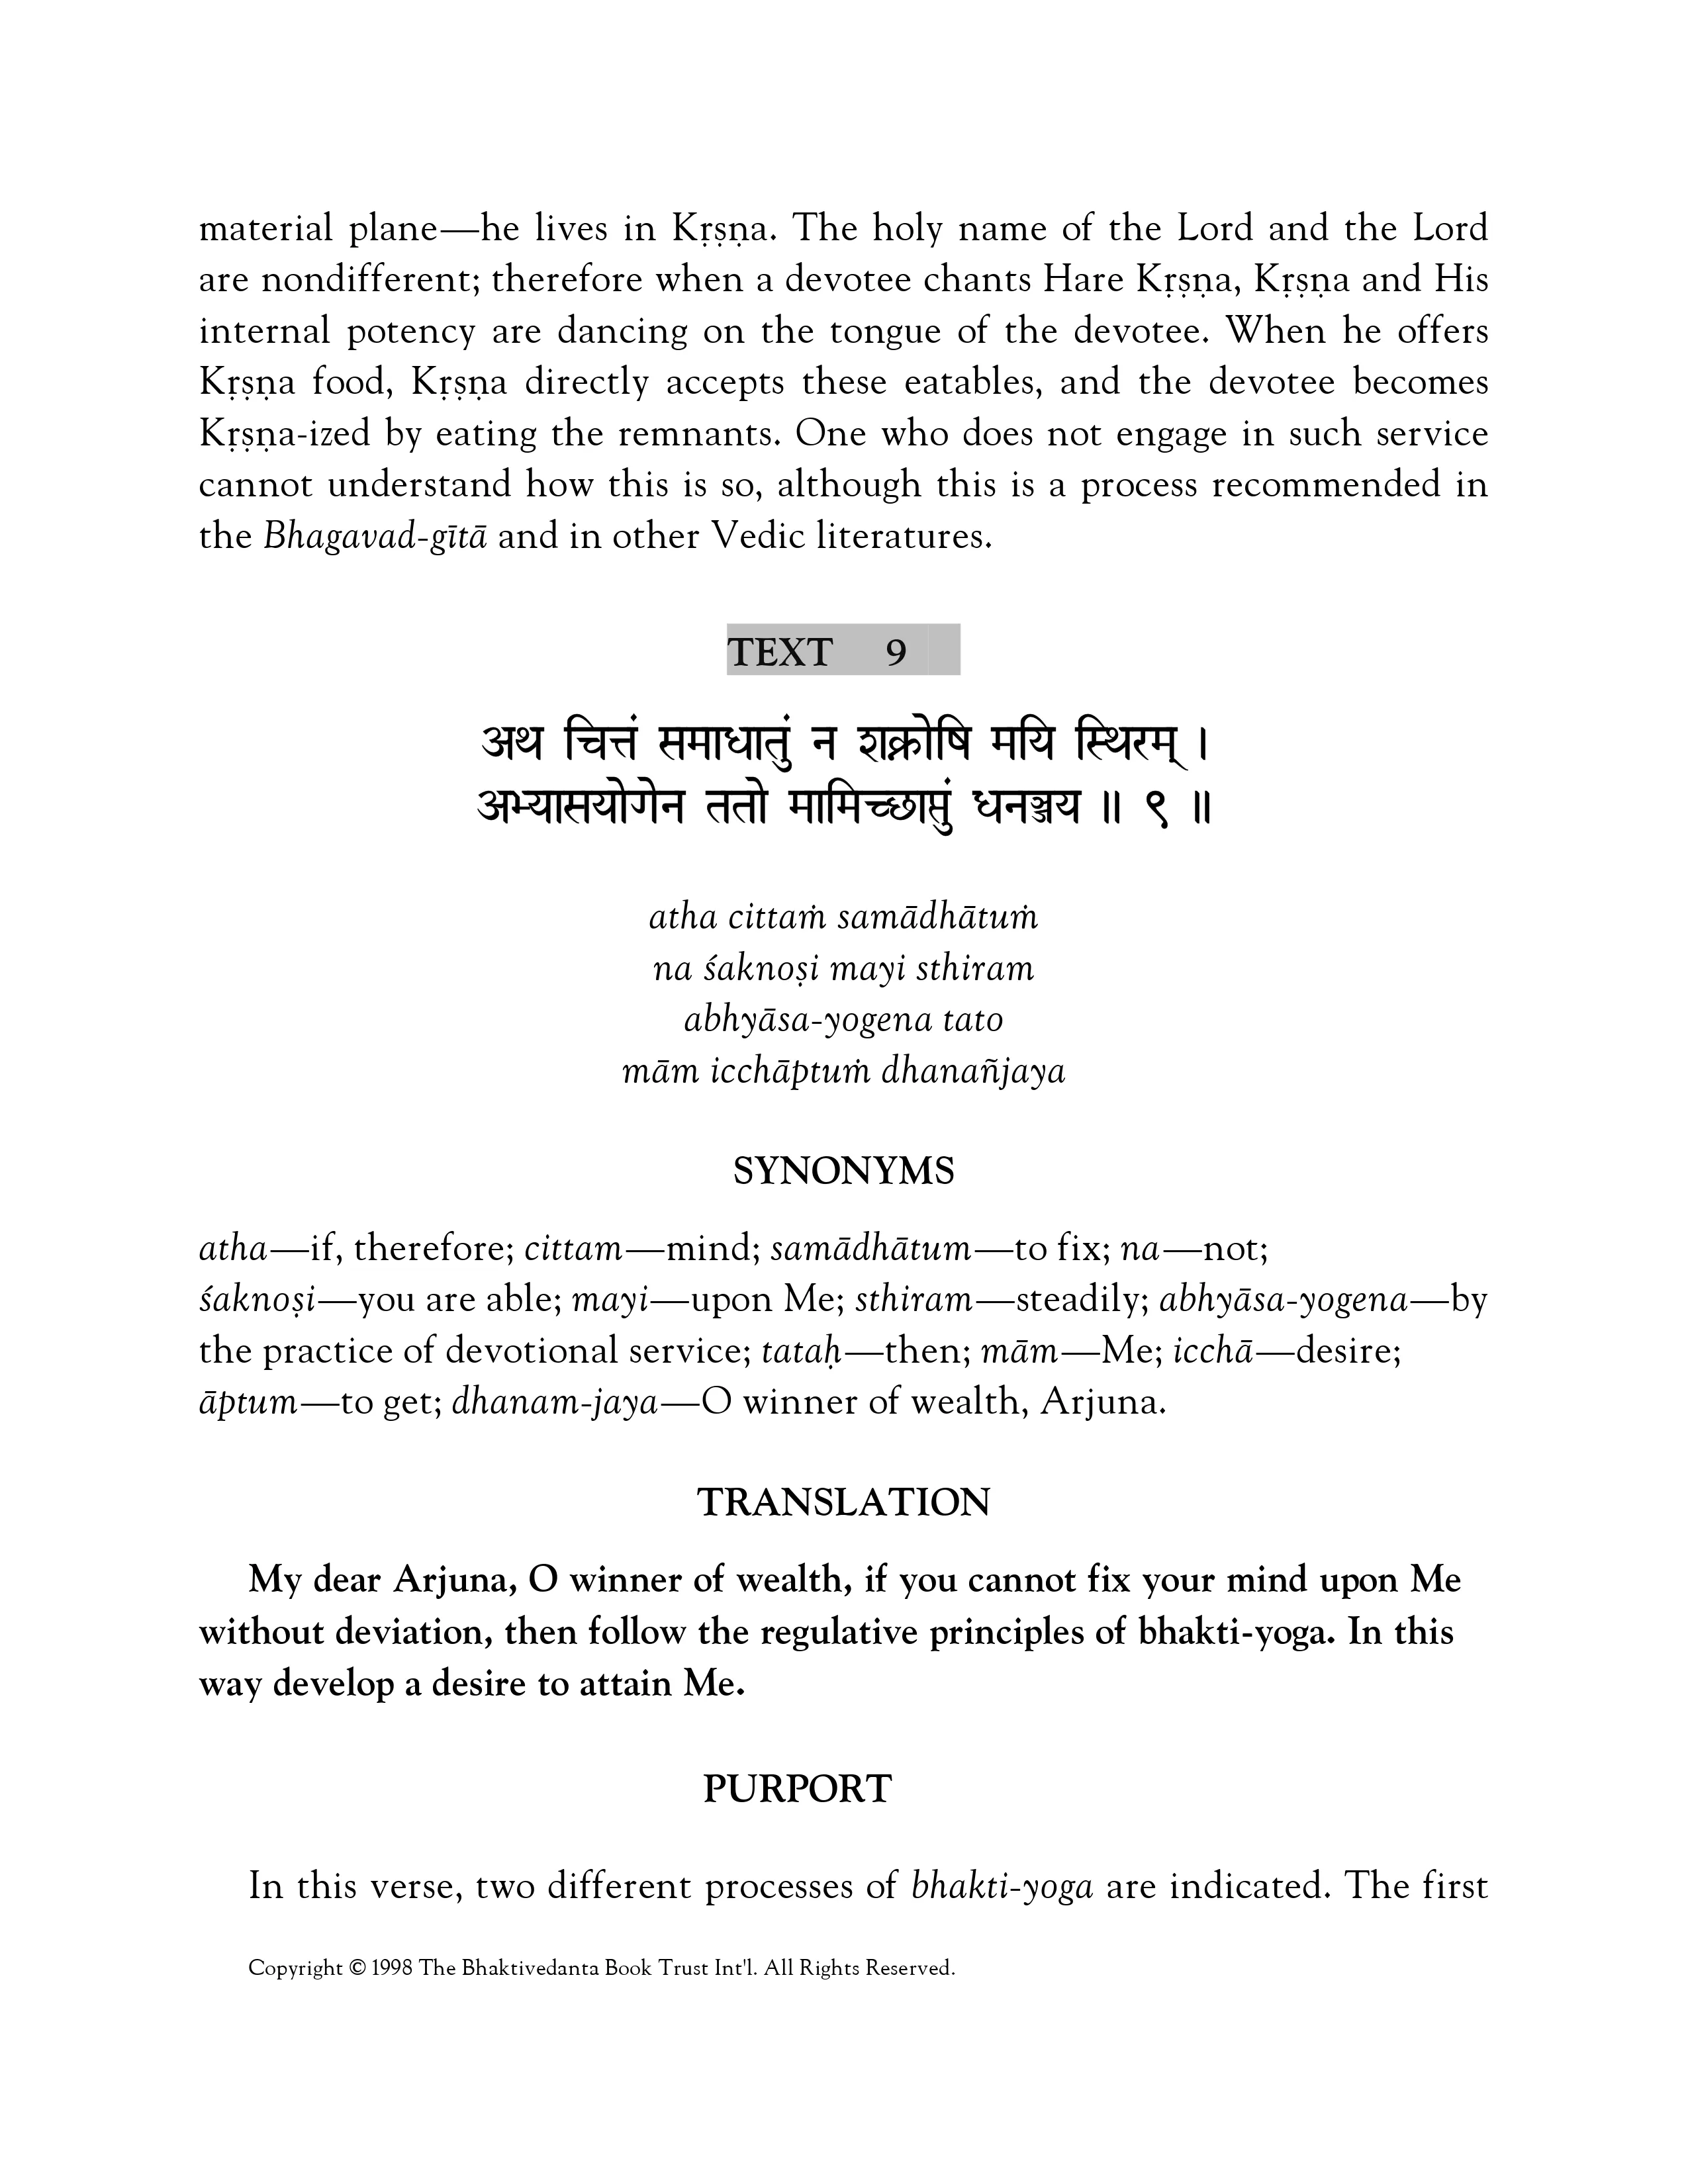 material plane—he lives in Kṛṣṇa. The holy name of the Lord and the Lord
are nondifferent; therefore when a devotee chants Hare Kṛṣṇa, Kṛṣṇa and His
internal potency are dancing on the tongue of the devotee. When he offers
Kṛṣṇa food, Kṛṣṇa directly accepts these eatables, and the devotee becomes
Kṛṣṇa-ized by eating the remnants. One who does not engage in such service
cannot understand how this is so, although this is a process recommended in
the Bhagavad-gītā and in other Vedic literatures.
TEXT 9
अथ चित्तं समाधातुं न शक्नोषि मयि स्थिरम् ।
अभ्यासयोगेन ततो मामिच्छाप्तुं धनञ्जय ॥ ९ ॥
atha cittaṁ samādhātuṁ
na śaknoṣi mayi sthiram
abhyāsa-yogena tato
mām icchāptuṁ dhanañjaya
SYNONYMS
atha—if, therefore; cittam—mind; samādhātum—to fix; na—not;
śaknoṣi—you are able; mayi—upon Me; sthiram—steadily; abhyāsa-yogena—by
the practice of devotional service; tataḥ—then; mām—Me; icchā—desire;
āptum—to get; dhanam-jaya—O winner of wealth, Arjuna.
TRANSLATION
My dear Arjuna, O winner of wealth, if you cannot fix your mind upon Me
without deviation, then follow the regulative principles of bhakti-yoga. In this
way develop a desire to attain Me.
PURPORT
In this verse, two different processes of bhakti-yoga are indicated. The first
Copyright © 1998 The Bhaktivedanta Book Trust Int'l. All Rights Reserved.